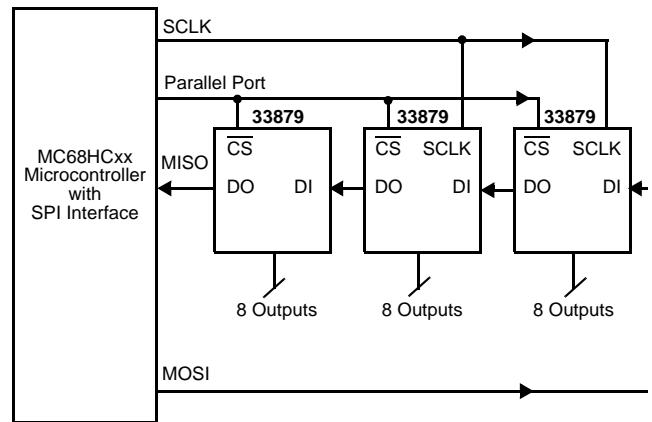 SCLK
Parallel Port
33879 33879 33879
MC68HCxx
Microcontroller
with
SPI Interface
MISO
CS
DO DI
CS SCLK
DO DI
CS SCLK
DO DI
8 Outputs 8 Outputs 8 Outputs
MOSI